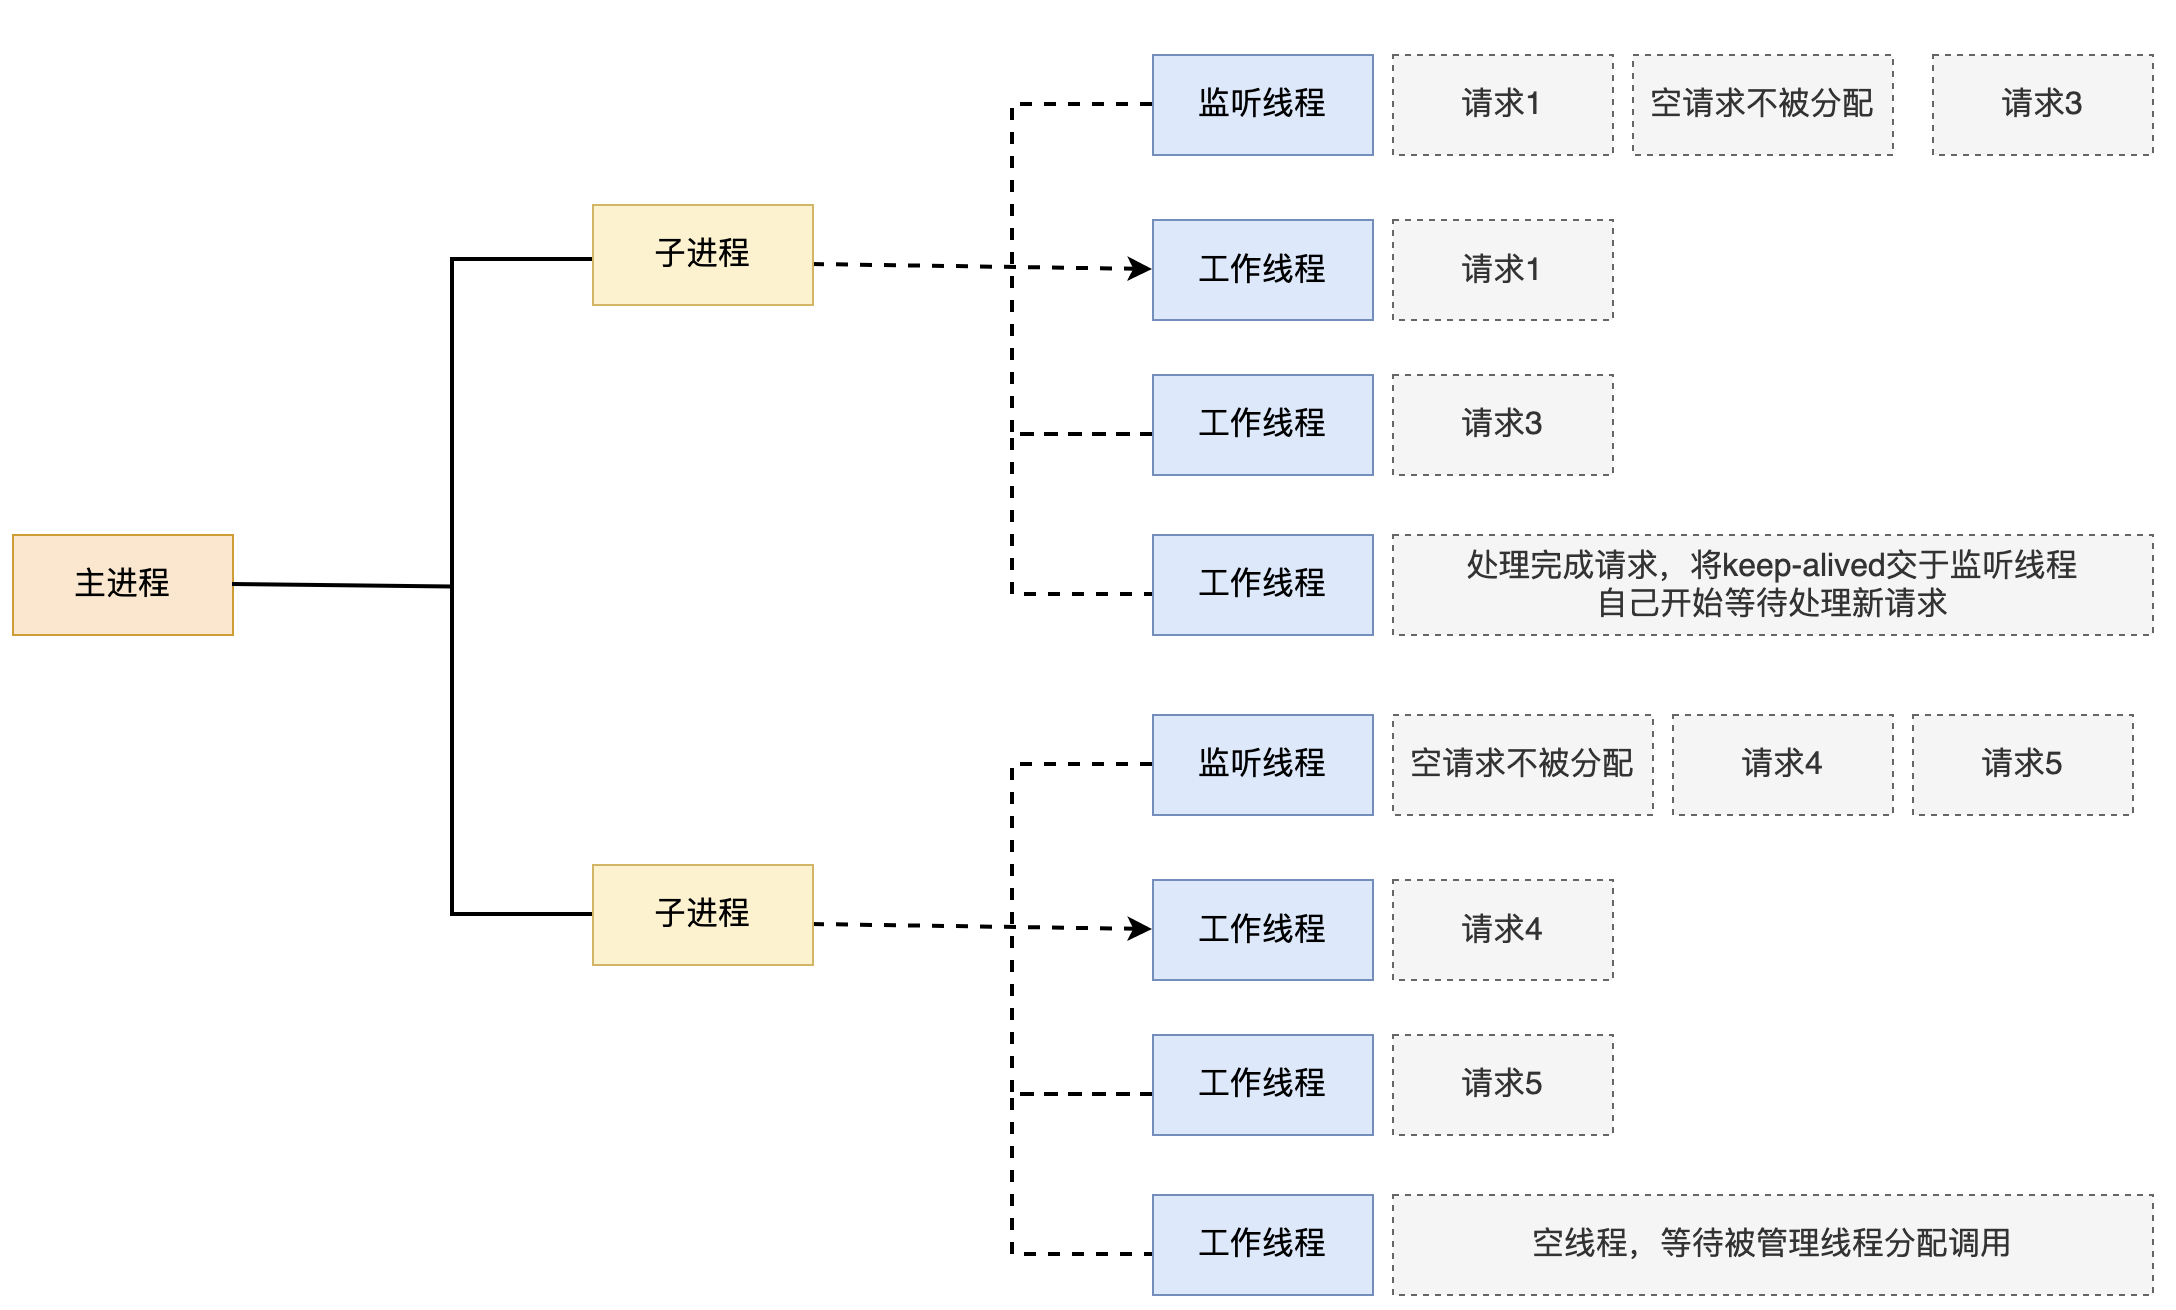 监听线程
请求1
空请求不被分配
请求3
子进程
工作线程
请求1
工作线程
请求3
主进程
工作线程
处理完成请求，将keep-alived交于监听线程
自己开始等待处理新请求
监听线程
空请求不被分配
请求4
请求5
子进程
工作线程
请求4
工作线程
请求5
工作线程
空线程，等待被管理线程分配调用